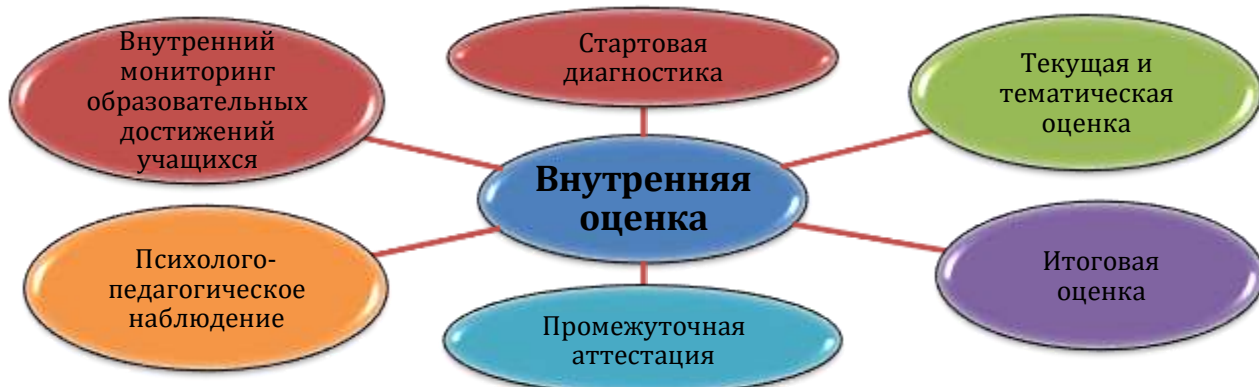 Внутренний
мониторинг
образовательных
достижений
учащихся
Стартовая
диагностика
Текущая и
тематическая
оценка
Внутренняя
оценка
Психолого-
педагогическое
наблюдение
Промежуточная
аттестация
Итоговая
оценка